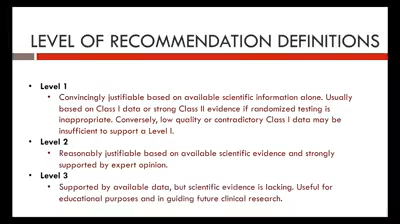 LEVEL OF RECOMMENDATION DEFINITIONS
• Level 1
• Convincingly justifiable based on available scientific information alone. Usually
based on Class I data or strong Class II evidence if randomized testing is
inappropriate. Conversely, low quality or contradictory Class I data may be
insufficient to support a Level I.
• Level 2
• Reasonably justifiable based on available scientific evidence and strongly
supported by expert opinion.
• Level 3
• Supported by available data, but scientific evidence is lacking. Useful for
educational purposes and in guiding future clinical research.